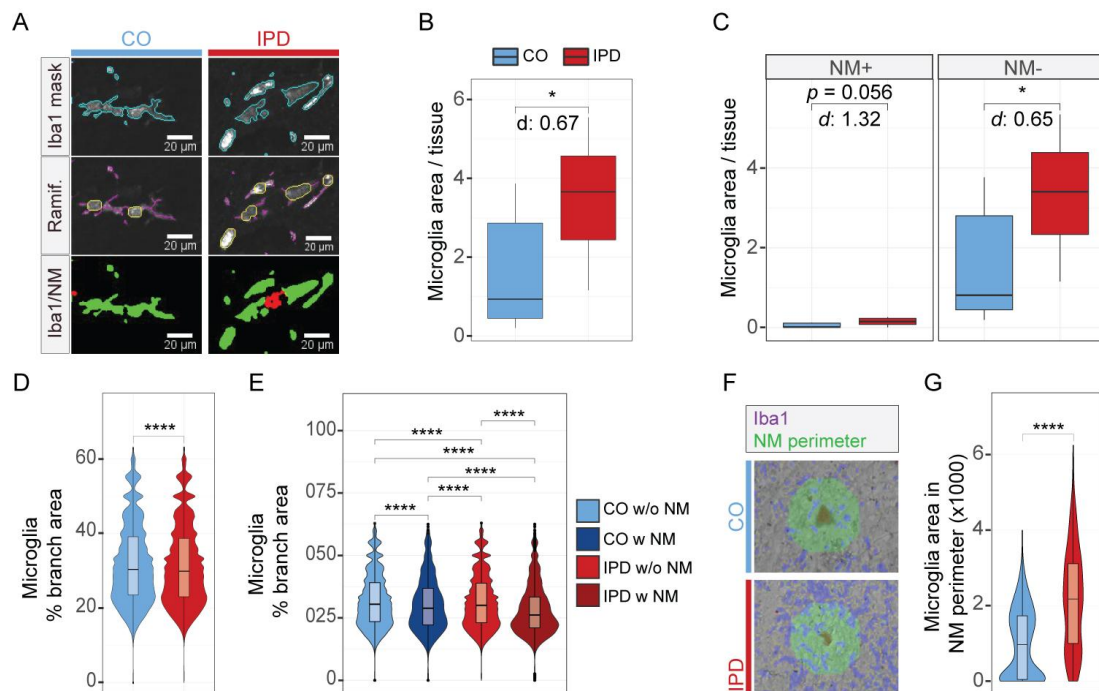 A
CO
IPD
Iba1 mask
20 µm
20 µm
Ramif.
20 µm
20 µm
Iba1/NM
20 µm
20 µm
B
CO
IPD
Microglia area / tissue
6
4
2
0
*
d: 0.67
C
NM+
NM-
Microglia area / tissue
4
2
0
p = 0.056
d: 1.32
*
d: 0.65
D
Microglia
% branch area
60
40
20
0
****
E
Microglia
% branch area
100
075
050
025
0
****
****
****
****
****
****
CO w/o NM
CO w NM
IPD w/o NM
IPD w NM
F
Iba1
NM perimeter
CO
IPD
G
Microglia area in
NM perimeter (x1000)
6
4
2
0
****